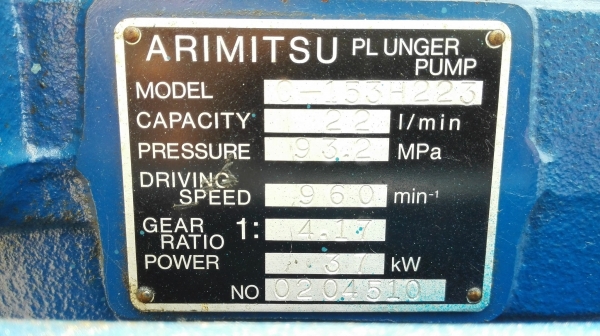 ARIMITSU PLUNGER
PUMP
MODEL C-153H223
CAPACITY 22 l/min
PRESSURE 93.2 MPa
DRIVING
SPEED 960 min⁻¹
GEAR
RATIO 1: 4.17
POWER 37 kW
NO 0204510